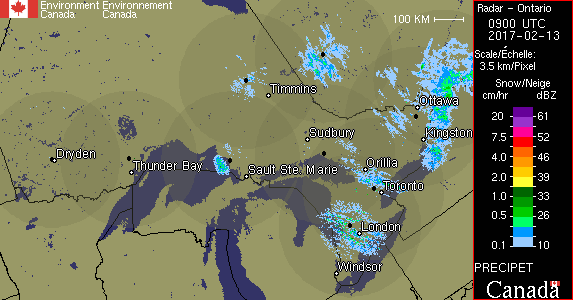 Environment Environnement
Canada Canada
100 KM
Timmins
Ottawa
Sudbury
Kingston
Dryden
Thunder Bay
Sault Ste. Marie
Orillia
Toronto
London
Windsor
Radar - Ontario
0900 UTC
2017-02-13
Scale/Échelle:
3.5 km/Pixel
Snow/Neige
cm/hr dBZ
20 61
7.5 52
4.0 46
2.0 39
1.0 33
0.5 26
0.1 10
PRECIPET
Canada